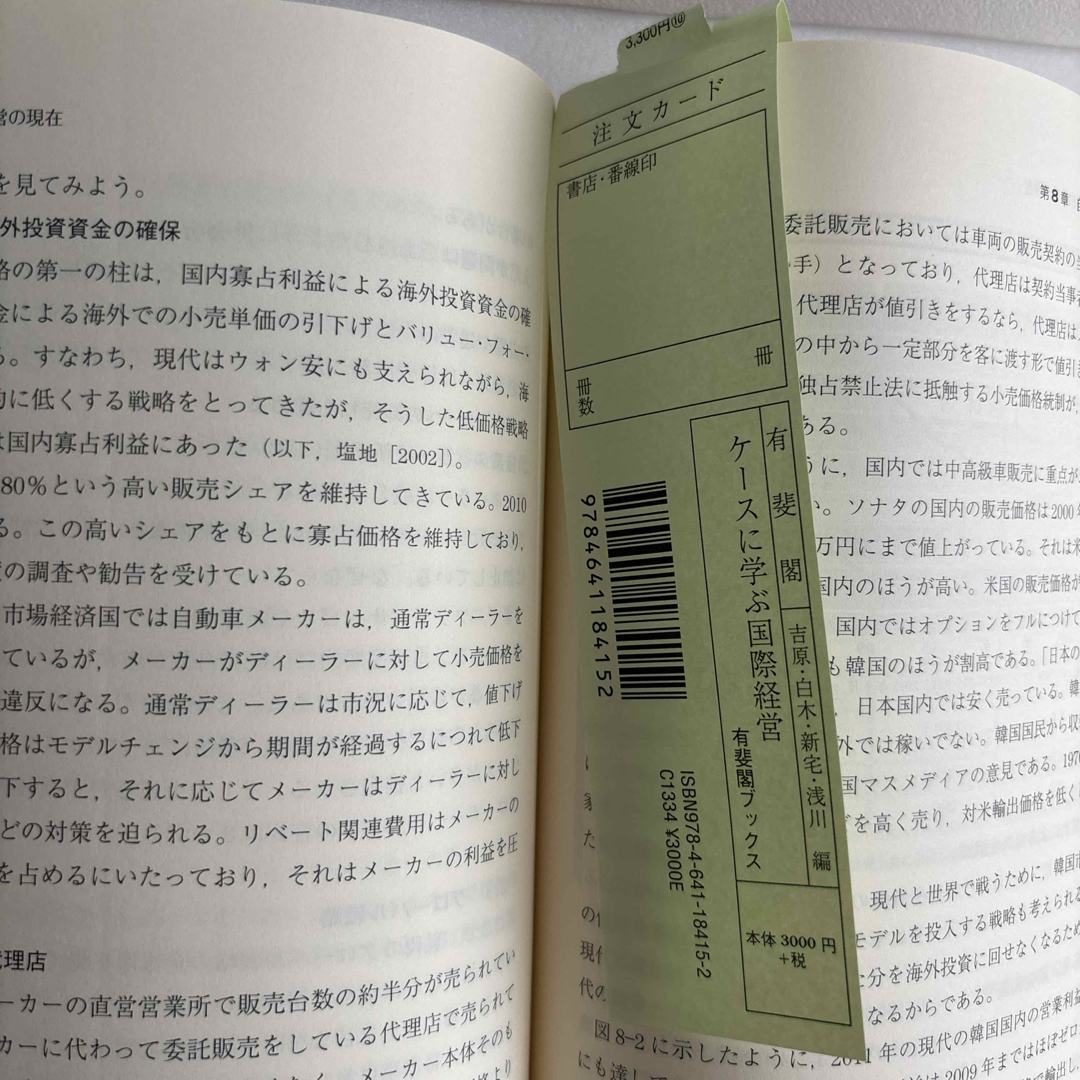 営の現在
を見てみよう。
外投資資金の確保
略の第一の柱は，国内寡占利益による海外投資資金の確
金による海外での小売単価の引下げとバリュー・フォー・
る。すなわち，現代はウォン安にも支えられながら，海
的に低くする戦略をとってきたが，そうした低価格戦略
は国内寡占利益にあった（以下，塩地［2002］）。
80％という高い販売シェアを維持してきている。2010
る。この高いシェアをもとに寡占価格を維持しており，
の調査や勧告を受けている。
市場経済国では自動車メーカーは，通常ディーラーを
ているが，メーカーがディーラーに対して小売価格を
違反になる。通常ディーラーは市況に応じて，値下げ
格はモデルチェンジから期間が経過するにつれて低下
下すると，それに応じてメーカーはディーラーに対し
どの対策を迫られる。リベート関連費用はメーカーの
を占めるにいたっており，それはメーカーの利益を圧
代理店
ーカーの直営営業所で販売台数の約半分が売られてい
カーに代わって委託販売をしている代理店で売られて
メーカー本体そのも
3,300円⑩
注文カード
書店・番線印
冊数
冊
有斐閣
ケースに学ぶ国際経営
有斐閣ブックス
吉原・白木・新宅・浅川 編
本体 3000 円
+税
9784641184152
ISBN978-4-641-18415-2
C1334 ¥3000E
第8章
委託販売においては車両の販売契約の当
手）となっており，代理店は契約当事者
代理店が値引きをするなら，代理店は
の中から一定部分を客に渡す形で値引き
独占禁止法に抵触する小売価格統制が，
ある。
うに，国内では中高級車販売に重点が
い。ソナタの国内の販売価格は2000年
万円にまで値上がっている。それは米
国内のほうが高い。米国の販売価格が
国内ではオプションをフルにつけて
も韓国のほうが割高である。「日本の
，日本国内では安く売っている。韓
外では稼いでない。韓国国民から収
国マスメディアの意見である。1970
を高く売り，対米輸出価格を低く
現代と世界で戦うために，韓国市
モデルを投入する戦略も考えられる
分を海外投資に回せなくなるため
なるからである。
図8-2に示したように，2011年の現代の韓国国内の営業利益
にも達し
は2009年まではほぼゼロ